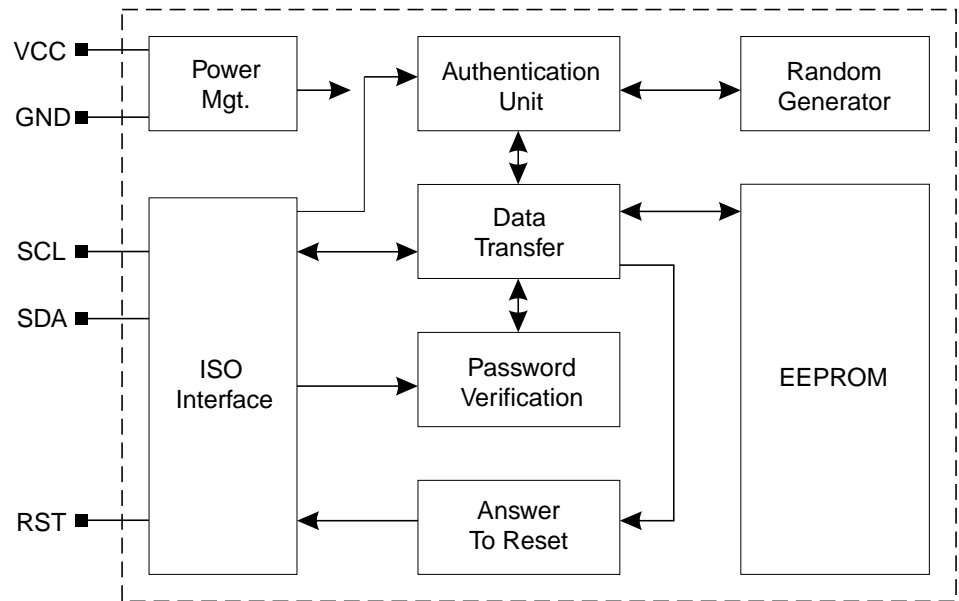 VCC
GND
Power
Mgt.
Authentication
Unit
Random
Generator
SCL
SDA
RST
ISO
Interface
Data
Transfer
Password
Verification
Answer
To Reset
EEPROM